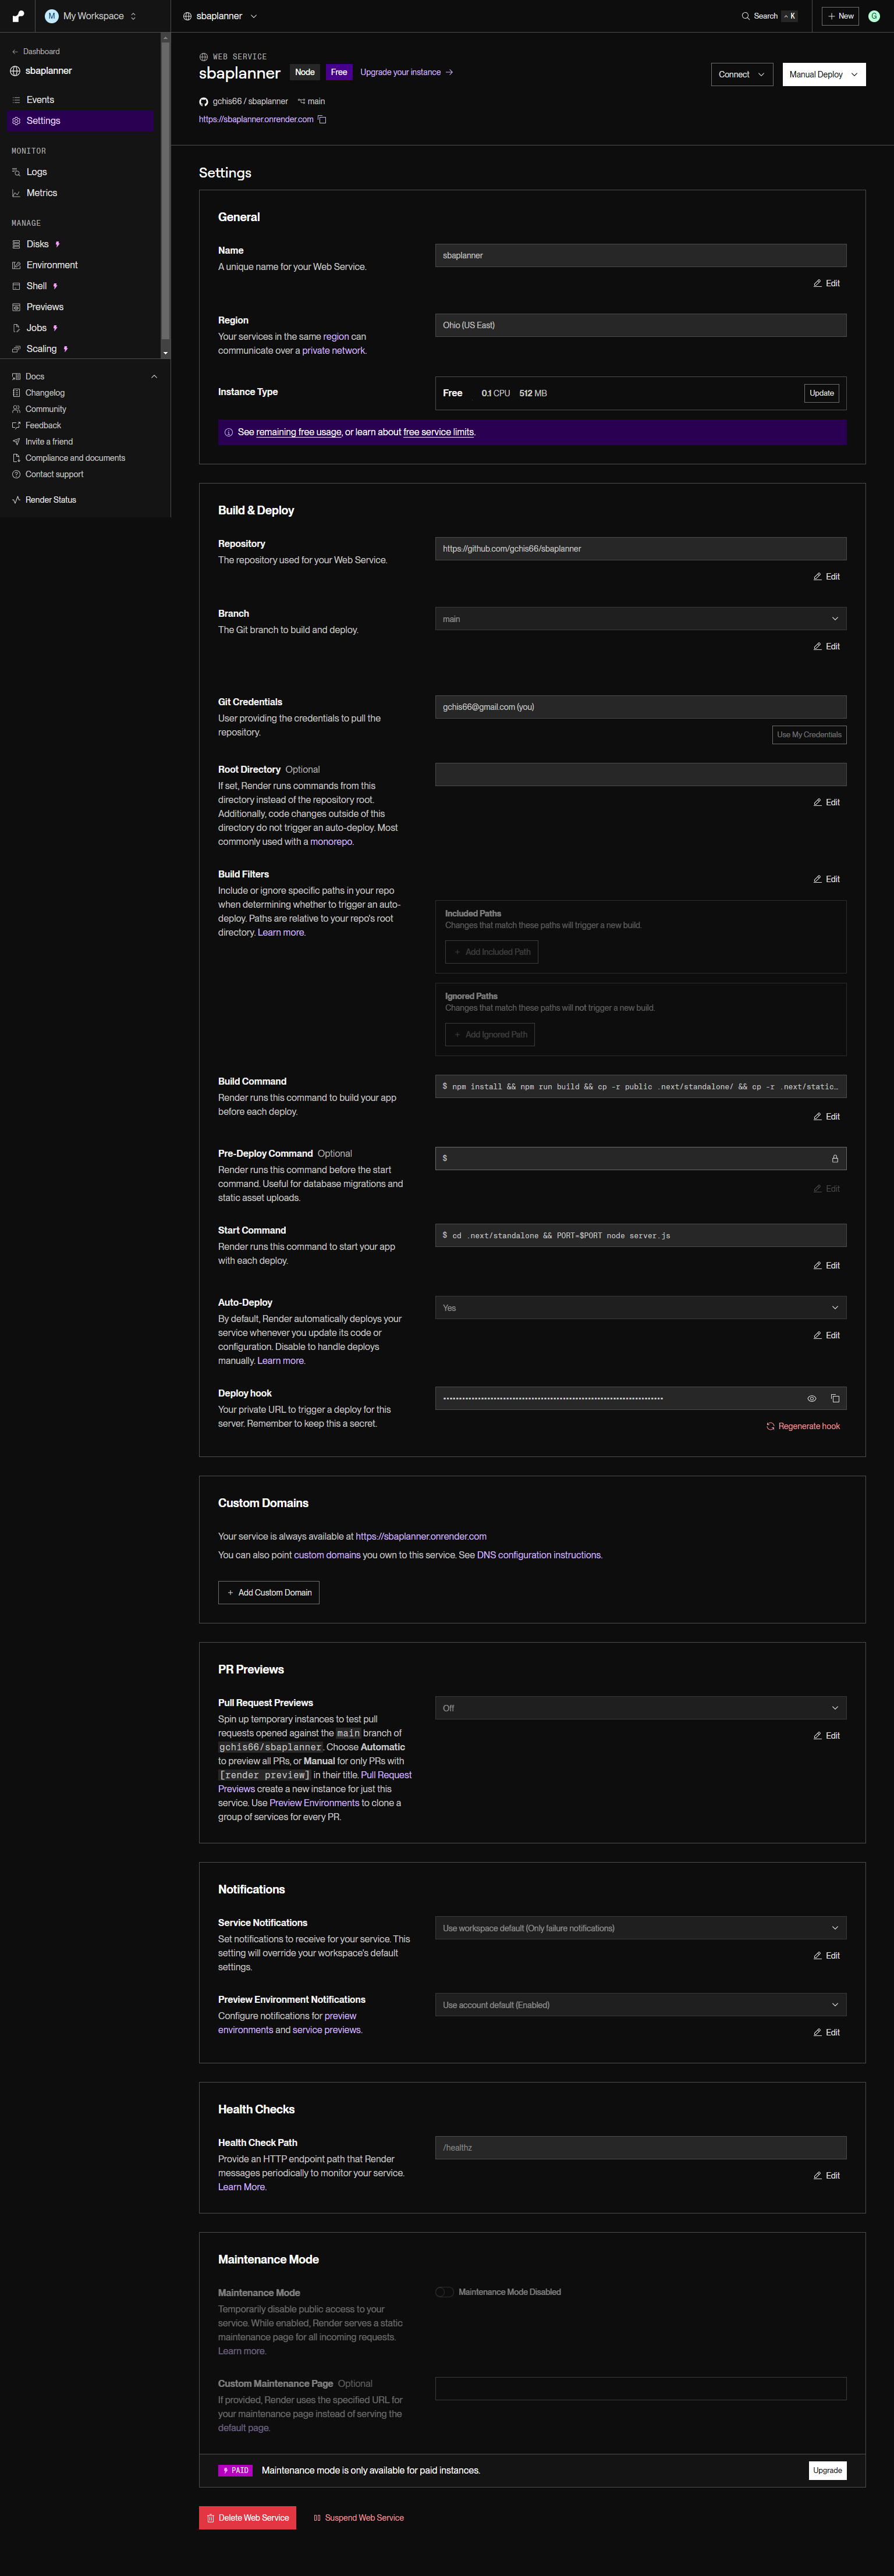 M My Workspace
sbaplanner
Search
K
+ New
G
← Dashboard
sbaplanner
Events
Settings
MONITOR
Logs
Metrics
MANAGE
Disks
Environment
Shell
Previews
Jobs
Scaling
Docs
Changelog
Community
Feedback
Invite a friend
Compliance and documents
Contact support
Render Status
WEB SERVICE
sbaplanner Node Free Upgrade your instance →
Connect
Manual Deploy
gchis66 / sbaplanner main
https://sbaplanner.onrender.com
Settings
General
Name
A unique name for your Web Service.
sbaplanner
Edit
Region
Your services in the same region can
communicate over a private network.
Ohio (US East)
Instance Type
Free 0.1 CPU 512 MB
Update
See remaining free usage, or learn about free service limits.
Build & Deploy
Repository
The repository used for your Web Service.
https://github.com/gchis66/sbaplanner
Edit
Branch
The Git branch to build and deploy.
main
Edit
Git Credentials
User providing the credentials to pull the
repository.
gchis66@gmail.com (you)
Use My Credentials
Root Directory Optional
If set, Render runs commands from this
directory instead of the repository root.
Additionally, code changes outside of this
directory do not trigger an auto-deploy. Most
commonly used with a monorepo.
Edit
Build Filters
Include or ignore specific paths in your repo
when determining whether to trigger an auto-
deploy. Paths are relative to your repo's root
directory. Learn more.
Edit
Included Paths
Changes that match these paths will trigger a new build.
+ Add Included Path
Ignored Paths
Changes that match these paths will not trigger a new build.
+ Add Ignored Path
Build Command
Render runs this command to build your app
before each deploy.
$ npm install && npm run build && cp -r public .next/standalone/ && cp -r .next/static…
Edit
Pre-Deploy Command Optional
Render runs this command before the start
command. Useful for database migrations and
static asset uploads.
$
Edit
Start Command
Render runs this command to start your app
with each deploy.
$ cd .next/standalone && PORT=$PORT node server.js
Edit
Auto-Deploy
By default, Render automatically deploys your
service whenever you update its code or
configuration. Disable to handle deploys
manually. Learn more.
Yes
Edit
Deploy hook
Your private URL to trigger a deploy for this
server. Remember to keep this a secret.
Regenerate hook
Custom Domains
Your service is always available at https://sbaplanner.onrender.com
You can also point custom domains you own to this service. See DNS configuration instructions.
+ Add Custom Domain
PR Previews
Pull Request Previews
Spin up temporary instances to test pull
requests opened against the main branch of
gchis66/sbaplanner. Choose Automatic
to preview all PRs, or Manual for only PRs with
[render preview] in their title. Pull Request
Previews create a new instance for just this
service. Use Preview Environments to clone a
group of services for every PR.
Off
Edit
Notifications
Service Notifications
Set notifications to receive for your service. This
setting will override your workspace's default
settings.
Use workspace default (Only failure notifications)
Edit
Preview Environment Notifications
Configure notifications for preview
environments and service previews.
Use account default (Enabled)
Edit
Health Checks
Health Check Path
Provide an HTTP endpoint path that Render
messages periodically to monitor your service.
Learn More.
/healthz
Edit
Maintenance Mode
Maintenance Mode
Temporarily disable public access to your
service. While enabled, Render serves a static
maintenance page for all incoming requests.
Learn more.
Maintenance Mode Disabled
Custom Maintenance Page Optional
If provided, Render uses the specified URL for
your maintenance page instead of serving the
default page.
PAID Maintenance mode is only available for paid instances.
Upgrade
Delete Web Service
Suspend Web Service